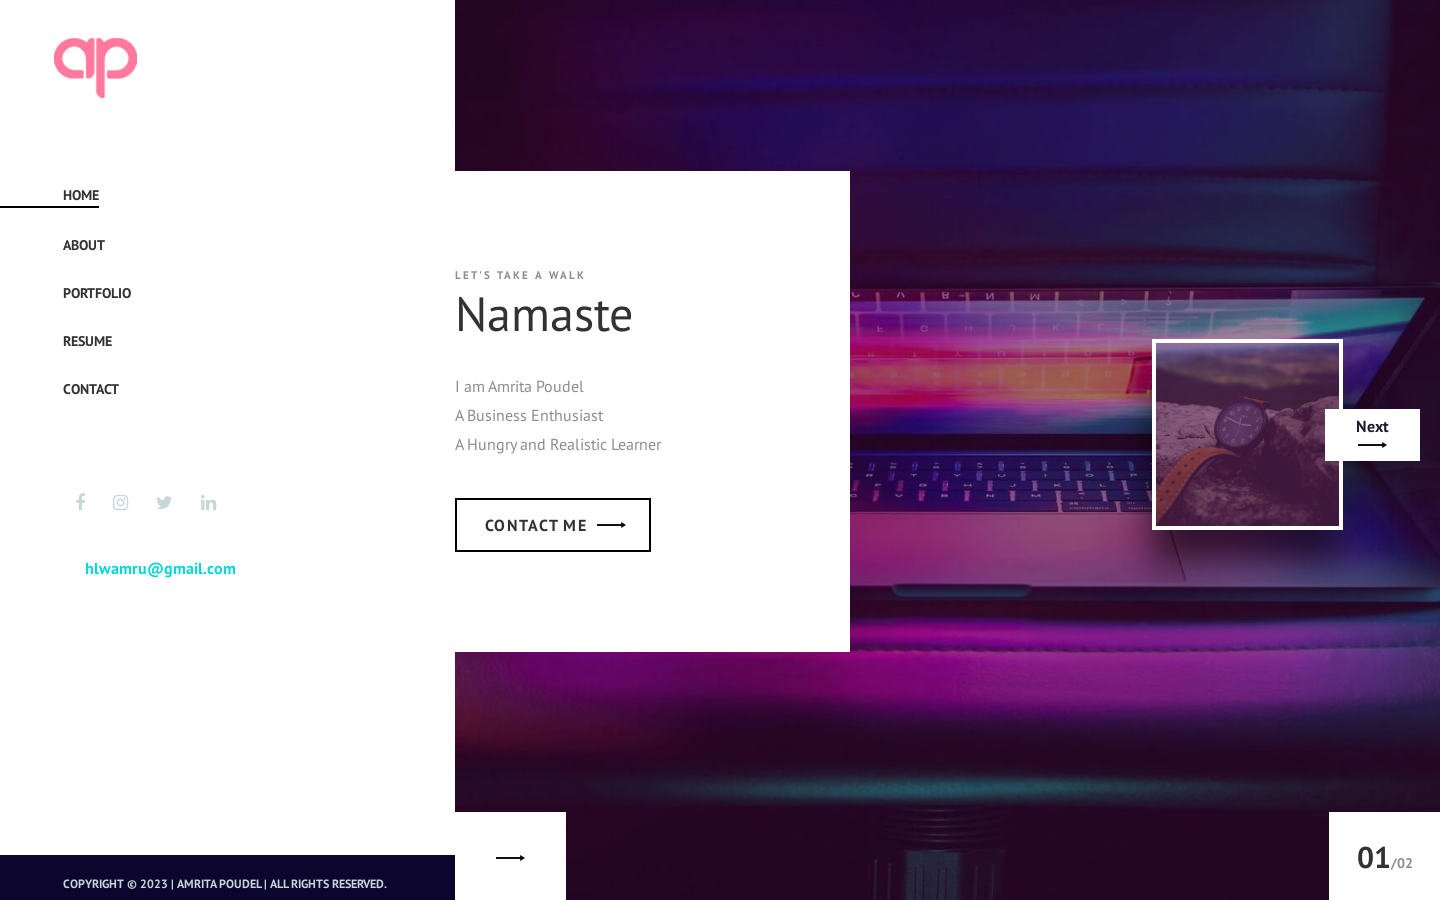 ap
HOME
ABOUT
PORTFOLIO
RESUME
CONTACT
hlwamru@gmail.com
COPYRIGHT © 2023 | AMRITA POUDEL | ALL RIGHTS RESERVED.
LET'S TAKE A WALK
Namaste
I am Amrita Poudel
A Business Enthusiast
A Hungry and Realistic Learner
CONTACT ME
Next
01/02